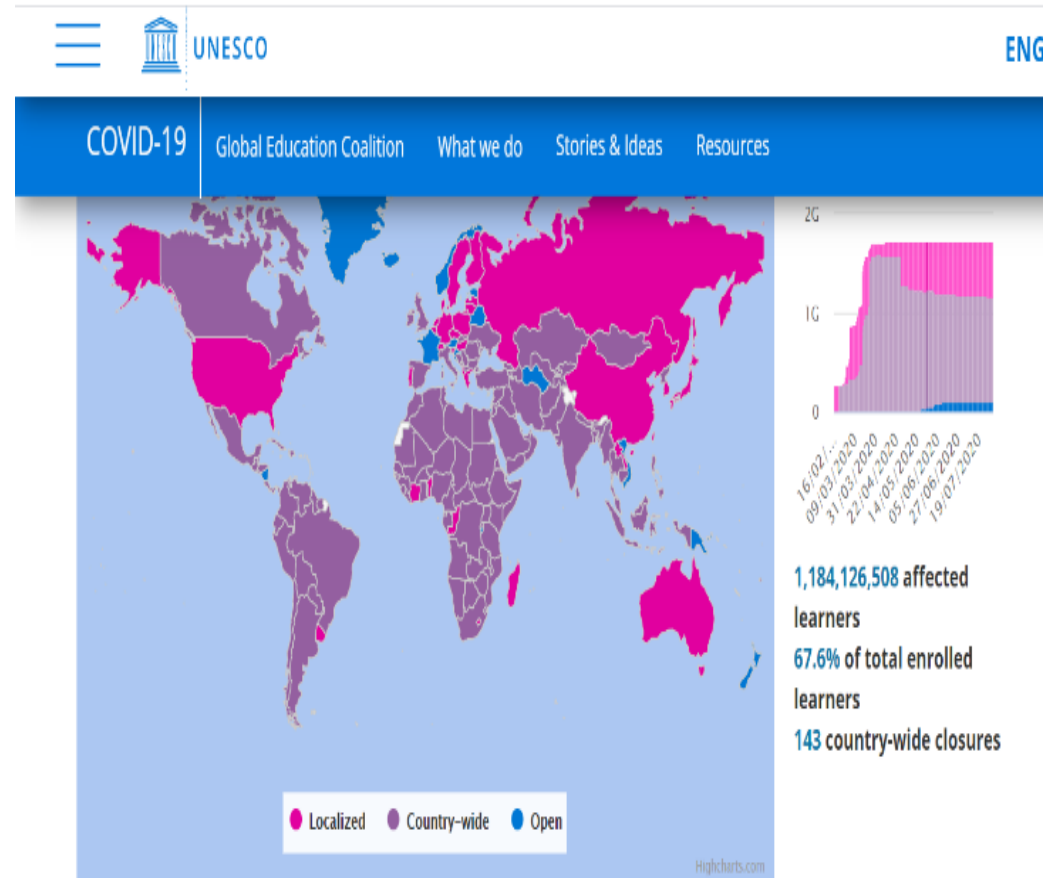 UNESCO
ENG
COVID-19
Global Education Coalition
What we do
Stories & Ideas
Resources
2G
1G
0
16/02/...
09/03/2020
31/03/2020
22/04/2020
14/05/2020
05/06/2020
27/06/2020
19/07/2020
1,184,126,508 affected
learners
67.6% of total enrolled
learners
143 country-wide closures
Localized
Country-wide
Open
Highcharts.com